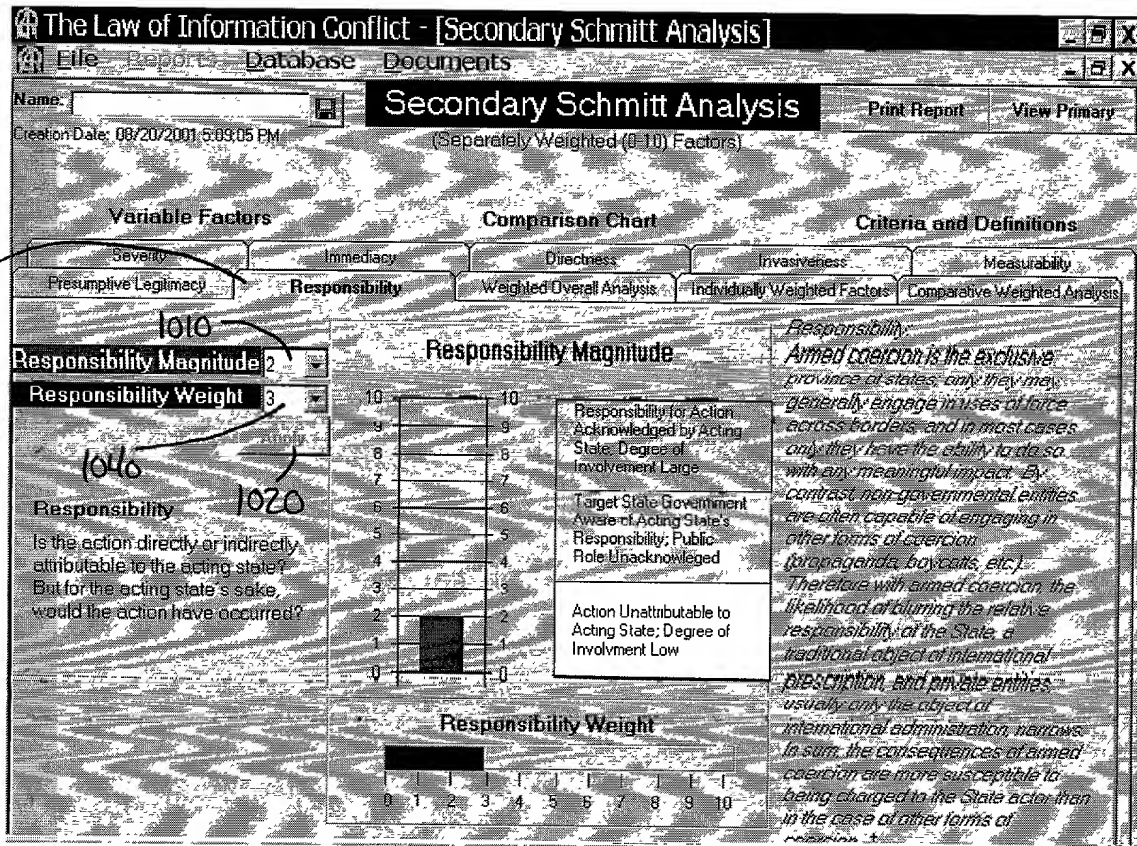 The Law of Information Conflict - [Secondary Schmitt Analysis]
File Reports Database Documents
Name:
Secondary Schmitt Analysis
Print Report
View Primary
Creation Date: 08/20/2001 5:09:05 PM
(Separately Weighted (0-10) Factors)
Variable Factors
Comparison Chart
Criteria and Definitions
Severity
Immediacy
Directness
Invasiveness
Measurability
Presumptive Legitimacy
Responsibility
Weighted Overall Analysis
Individually Weighted Factors
Comparative Weighted Analysis
1010
Responsibility Magnitude 2
Responsibility Weight 3
Apply
1040
1020
Responsibility
Is the action directly or indirectly
attributable to the acting state?
But for the acting state's sake,
would the action have occurred?
Responsibility Magnitude
10 10
9 9
8 8
7 7
6 6
5 5
4 4
3 3
2 2
1 1
0 0
Responsibility for Action
Acknowledged by Acting
State; Degree of
Involvement Large
Target State Government
Aware of Acting State's
Responsibility; Public
Role Unacknowleged
Action Unattributable to
Acting State; Degree of
Involvment Low
Responsibility Weight
0 1 2 3 4 5 6 7 8 9 10
Responsibility:
Armed coercion is the exclusive
province of states; only they may
generally engage in uses of force
across borders, and in most cases
only they have the ability to do so
with any meaningful impact. By
contrast, non-governmental entities
are often capable of engaging in
other forms of coercion
(propaganda, boycotts, etc.).
Therefore with armed coercion, the
likelihood of blurring the relative
responsibility of the State, a
traditional object of international
prescription, and private entities,
usually only the object of
international administration, narrows.
In sum, the consequences of armed
coercion are more susceptible to
being charged to the State actor than
in the case of other forms of